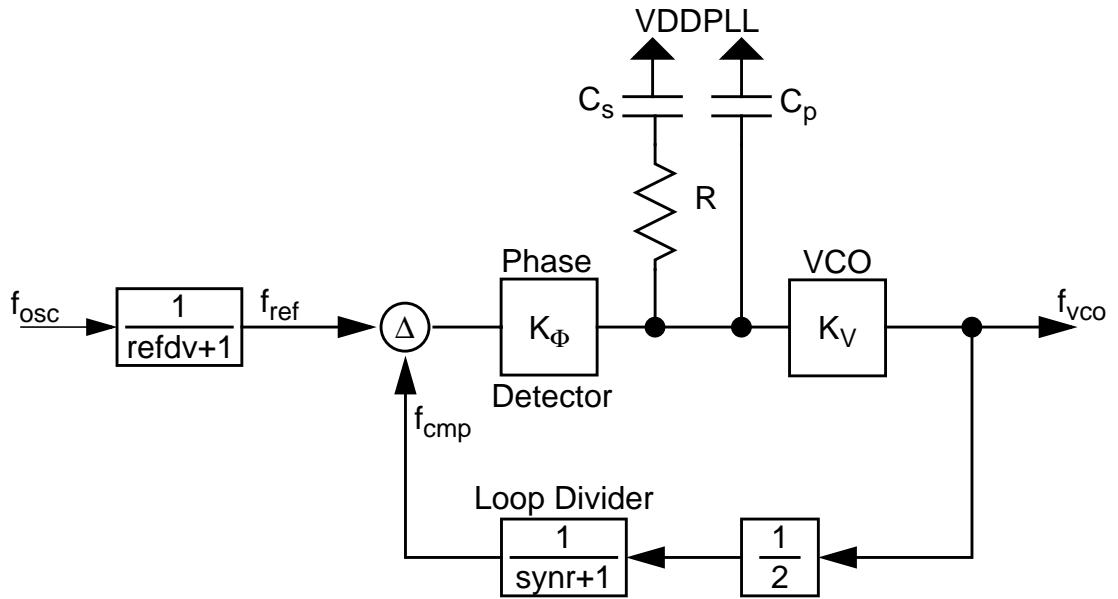 VDDPLL
Cs
Cp
R
Phase
VCO
fosc
1
refdv+1
fref
Δ
KΦ
KV
fvco
Detector
fcmp
Loop Divider
1
synr+1
1
2